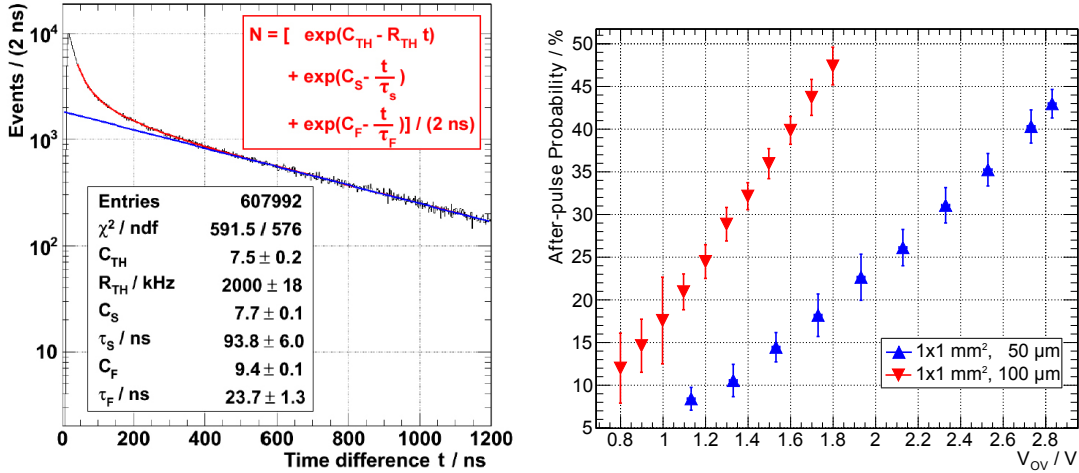 Events / (2 ns)
10⁴
10³
10²
10
N = [ exp(C_TH - R_TH t)
+ exp(C_S- t/τ_s)
+ exp(C_F- t/τ_F)] / (2 ns)
Entries 607992
χ² / ndf 591.5 / 576
C_TH 7.5 ± 0.2
R_TH / kHz 2000 ± 18
C_S 7.7 ± 0.1
τ_S / ns 93.8 ± 6.0
C_F 9.4 ± 0.1
τ_F / ns 23.7 ± 1.3
0 200 400 600 800 1000 1200
Time difference t / ns
After-pulse Probability / %
50
45
40
35
30
25
20
15
10
5
1x1 mm², 50 µm
1x1 mm², 100 µm
0.8 1 1.2 1.4 1.6 1.8 2 2.2 2.4 2.6 2.8
V_OV / V